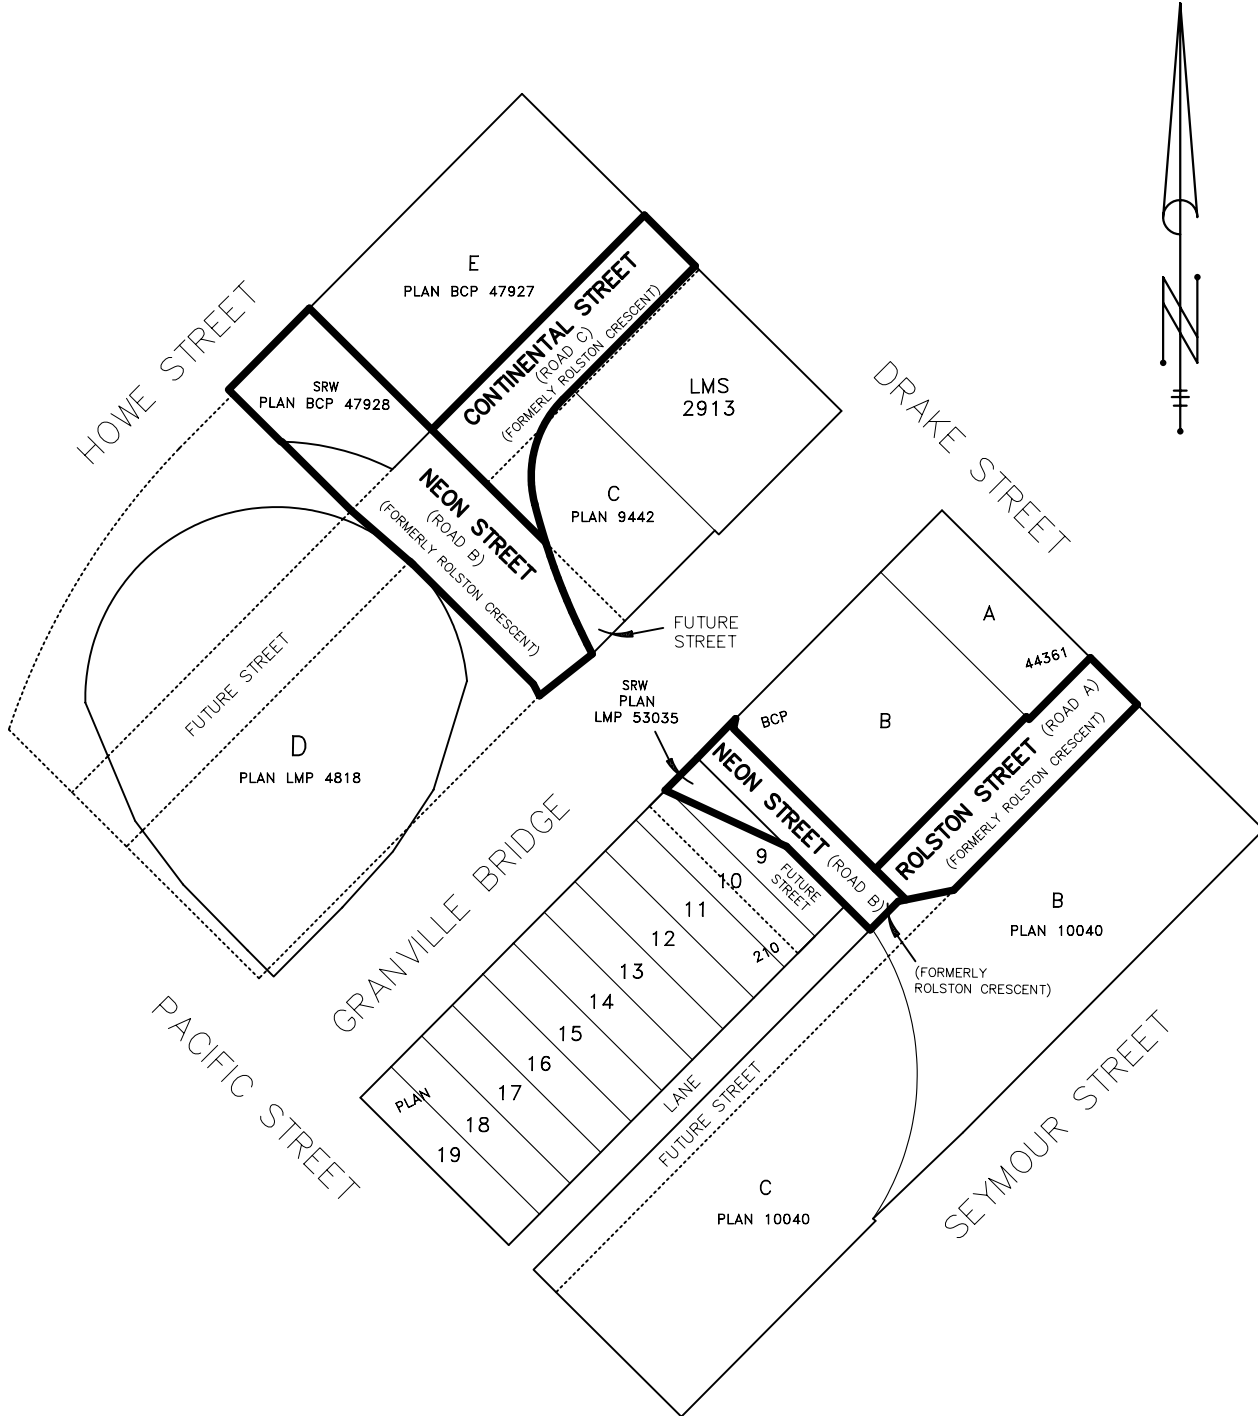 E
PLAN BCP 47927
HOWE STREET
SRW
PLAN BCP 47928
CONTINENTAL STREET
(ROAD C)
(FORMERLY ROLSTON CRESCENT)
LMS
2913
DRAKE STREET
NEON STREET
(ROAD B)
(FORMERLY ROLSTON CRESCENT)
C
PLAN 9442
FUTURE
STREET
FUTURE STREET
D
PLAN LMP 4818
GRANVILLE BRIDGE
PACIFIC STREET
A
44361
SRW
PLAN
LMP 53035
BCP
B
NEON STREET (ROAD B)
ROLSTON STREET (ROAD A)
(FORMERLY ROLSTON CRESCENT)
9
FUTURE
STREET
10
11
210
12
13
14
15
16
17
PLAN
18
19
B
PLAN 10040
(FORMERLY
ROLSTON CRESCENT)
LANE
FUTURE STREET
C
PLAN 10040
SEYMOUR STREET
N